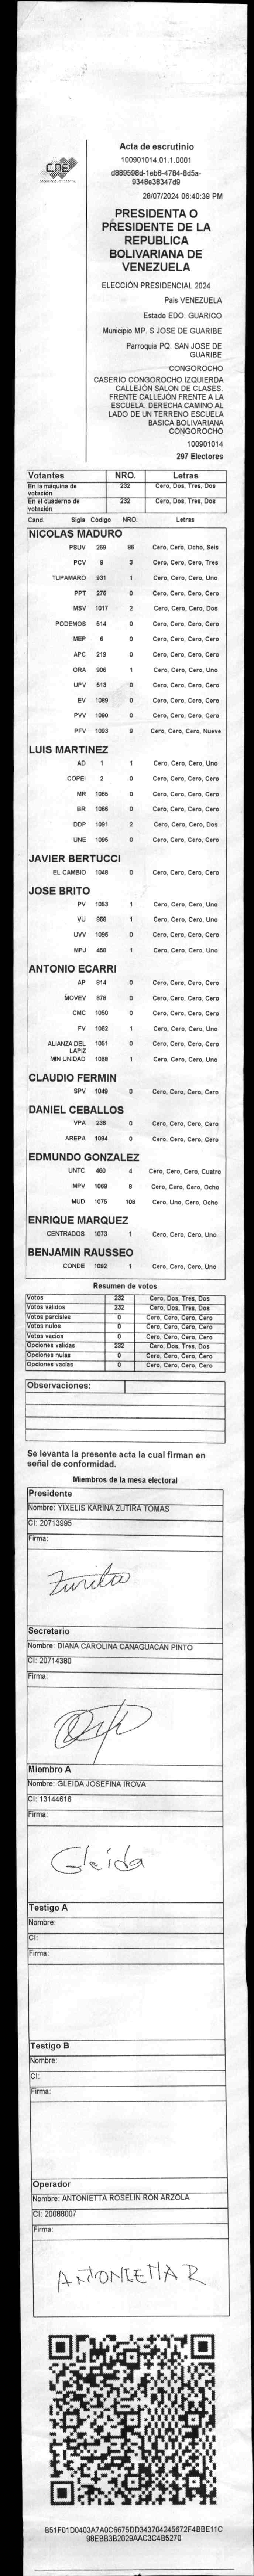 Acta de escrutinio
100901014.01.1.0001
d889598d-1eb6-4784-8d5a-
9348e38347d9
28/07/2024 06:40:39 PM
CNE
PRESIDENTA O
PRESIDENTE DE LA
REPUBLICA
BOLIVARIANA DE
VENEZUELA
ELECCIÓN PRESIDENCIAL 2024
Pais VENEZUELA
Estado EDO. GUARICO
Municipio MP. S JOSE DE GUARIBE
Parroquia PQ. SAN JOSE DE
GUARIBE
CONGOROCHO
CASERIO CONGOROCHO IZQUIERDA
CALLEJÓN SALON DE CLASES.
FRENTE CALLEJÓN FRENTE A LA
ESCUELA. DERECHA CAMINO AL
LADO DE UN TERRENO ESCUELA
BASICA BOLIVARIANA
CONGOROCHO
100901014
297 Electores
Votantes NRO. Letras
En la máquina de votación 232 Cero, Dos, Tres, Dos
En el cuaderno de votación 232 Cero, Dos, Tres, Dos
Cand. Sigla Código NRO. Letras
NICOLAS MADURO
PSUV 269 86 Cero, Cero, Ocho, Seis
PCV 9 3 Cero, Cero, Cero, Tres
TUPAMARO 931 1 Cero, Cero, Cero, Uno
PPT 276 0 Cero, Cero, Cero, Cero
MSV 1017 2 Cero, Cero, Cero, Dos
PODEMOS 514 0 Cero, Cero, Cero, Cero
MEP 6 0 Cero, Cero, Cero, Cero
APC 219 0 Cero, Cero, Cero, Cero
ORA 906 1 Cero, Cero, Cero, Uno
UPV 513 0 Cero, Cero, Cero, Cero
EV 1089 0 Cero, Cero, Cero, Cero
PVV 1090 0 Cero, Cero, Cero, Cero
PFV 1093 9 Cero, Cero, Cero, Nueve
LUIS MARTINEZ
AD 1 1 Cero, Cero, Cero, Uno
COPEI 2 0 Cero, Cero, Cero, Cero
MR 1065 0 Cero, Cero, Cero, Cero
BR 1066 0 Cero, Cero, Cero, Cero
DDP 1091 2 Cero, Cero, Cero, Dos
UNE 1095 0 Cero, Cero, Cero, Cero
JAVIER BERTUCCI
EL CAMBIO 1048 0 Cero, Cero, Cero, Cero
JOSE BRITO
PV 1053 1 Cero, Cero, Cero, Uno
VU 868 1 Cero, Cero, Cero, Uno
UVV 1096 0 Cero, Cero, Cero, Cero
MPJ 458 1 Cero, Cero, Cero, Uno
ANTONIO ECARRI
AP 814 0 Cero, Cero, Cero, Cero
MOVEV 878 0 Cero, Cero, Cero, Cero
CMC 1050 0 Cero, Cero, Cero, Cero
FV 1062 1 Cero, Cero, Cero, Uno
ALIANZA DEL LAPIZ 1051 0 Cero, Cero, Cero, Cero
MIN UNIDAD 1068 1 Cero, Cero, Cero, Uno
CLAUDIO FERMIN
SPV 1049 0 Cero, Cero, Cero, Cero
DANIEL CEBALLOS
VPA 236 0 Cero, Cero, Cero, Cero
AREPA 1094 0 Cero, Cero, Cero, Cero
EDMUNDO GONZALEZ
UNTC 460 4 Cero, Cero, Cero, Cuatro
MPV 1069 8 Cero, Cero, Cero, Ocho
MUD 1075 108 Cero, Uno, Cero, Ocho
ENRIQUE MARQUEZ
CENTRADOS 1073 1 Cero, Cero, Cero, Uno
BENJAMIN RAUSSEO
CONDE 1092 1 Cero, Cero, Cero, Uno
Resumen de votos
Votos 232 Cero, Dos, Tres, Dos
Votos validos 232 Cero, Dos, Tres, Dos
Votos parciales 0 Cero, Cero, Cero, Cero
Votos nulos 0 Cero, Cero, Cero, Cero
Votos vacios 0 Cero, Cero, Cero, Cero
Opciones validas 232 Cero, Dos, Tres, Dos
Opciones nulas 0 Cero, Cero, Cero, Cero
Opciones vacias 0 Cero, Cero, Cero, Cero
Observaciones:
Se levanta la presente acta la cual firman en
señal de conformidad.
Miembros de la mesa electoral
Presidente
Nombre: YIXELIS KARINA ZUTIRA TOMAS
CI: 20713995
Firma:
Zurita
Secretario
Nombre: DIANA CAROLINA CANAGUACAN PINTO
CI: 20714380
Firma:
Miembro A
Nombre: GLEIDA JOSEFINA IROVA
CI: 13144616
Firma:
Gleida
Testigo A
Nombre:
CI:
Firma:
Testigo B
Nombre:
CI:
Firma:
Operador
Nombre: ANTONIETTA ROSELIN RON ARZOLA
CI: 20088007
Firma:
ANTONIETTA R
B51F01D0403A7A0C6675DD343704245672F4BBE11C
98EBB3B2029AAC3C4B5270